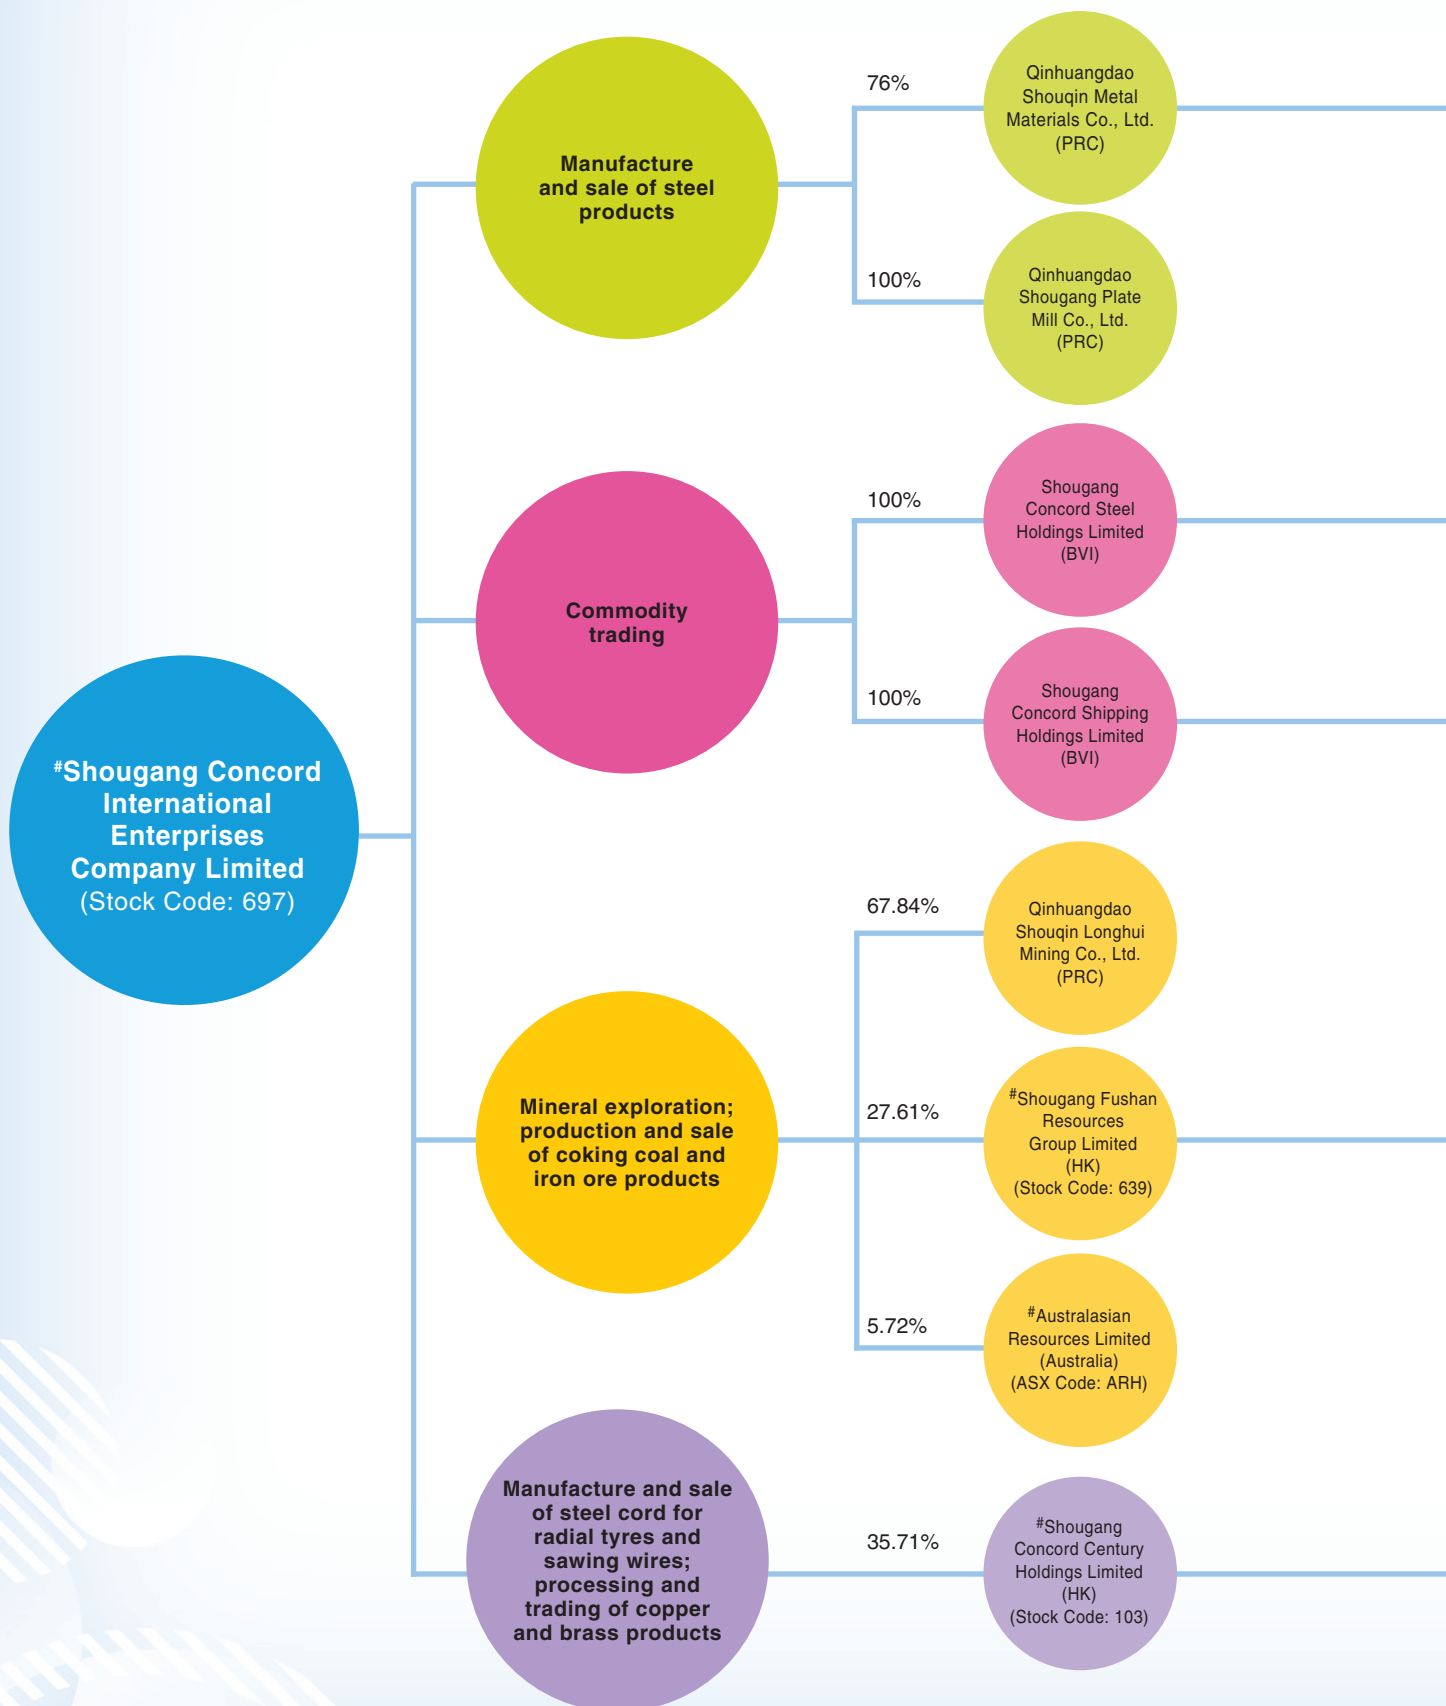 #Shougang Concord
International
Enterprises
Company Limited
(Stock Code: 697)
Manufacture
and sale of steel
products
76%
Qinhuangdao
Shouqin Metal
Materials Co., Ltd.
(PRC)
100%
Qinhuangdao
Shougang Plate
Mill Co., Ltd.
(PRC)
Commodity
trading
100%
Shougang
Concord Steel
Holdings Limited
(BVI)
100%
Shougang
Concord Shipping
Holdings Limited
(BVI)
Mineral exploration;
production and sale
of coking coal and
iron ore products
67.84%
Qinhuangdao
Shouqin Longhui
Mining Co., Ltd.
(PRC)
27.61%
#Shougang Fushan
Resources
Group Limited
(HK)
(Stock Code: 639)
5.72%
#Australasian
Resources Limited
(Australia)
(ASX Code: ARH)
Manufacture and sale
of steel cord for
radial tyres and
sawing wires;
processing and
trading of copper
and brass products
35.71%
#Shougang
Concord Century
Holdings Limited
(HK)
(Stock Code: 103)